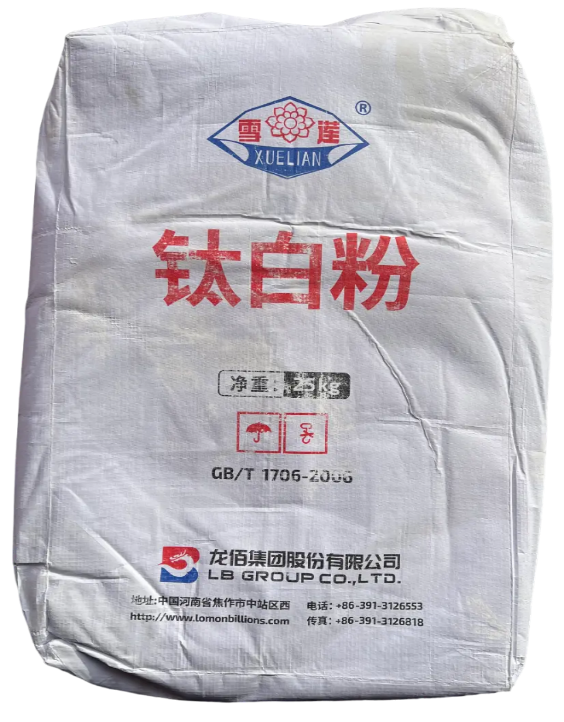 雪莲®
XUELIAN
钛白粉
净重: 25kg
GB/T 1706-2006
龙佰集团股份有限公司
LB GROUP CO.,LTD.
地址:中国河南省焦作市中站区西 电话: +86-391-3126553
http://www.lomonbillions.com 传真: +86-391-3126818